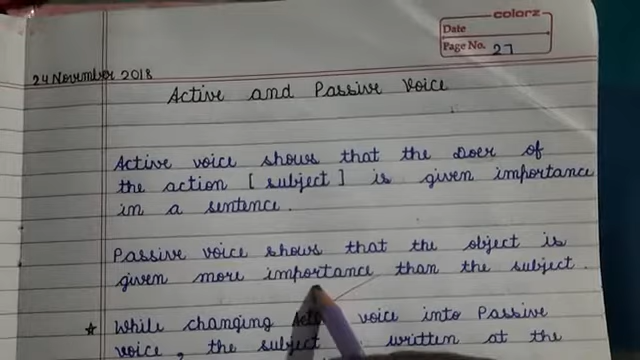 colorz
Date
Page No. 27
24 November 2018
Active and Passive Voice
Active voice shows that the Doer of
the action [ subject ] is given importance
in a sentence.
Passive voice shows that the object is
given more importance than the subject.
☆ While changing voice into Passive
voice, the subject written at the